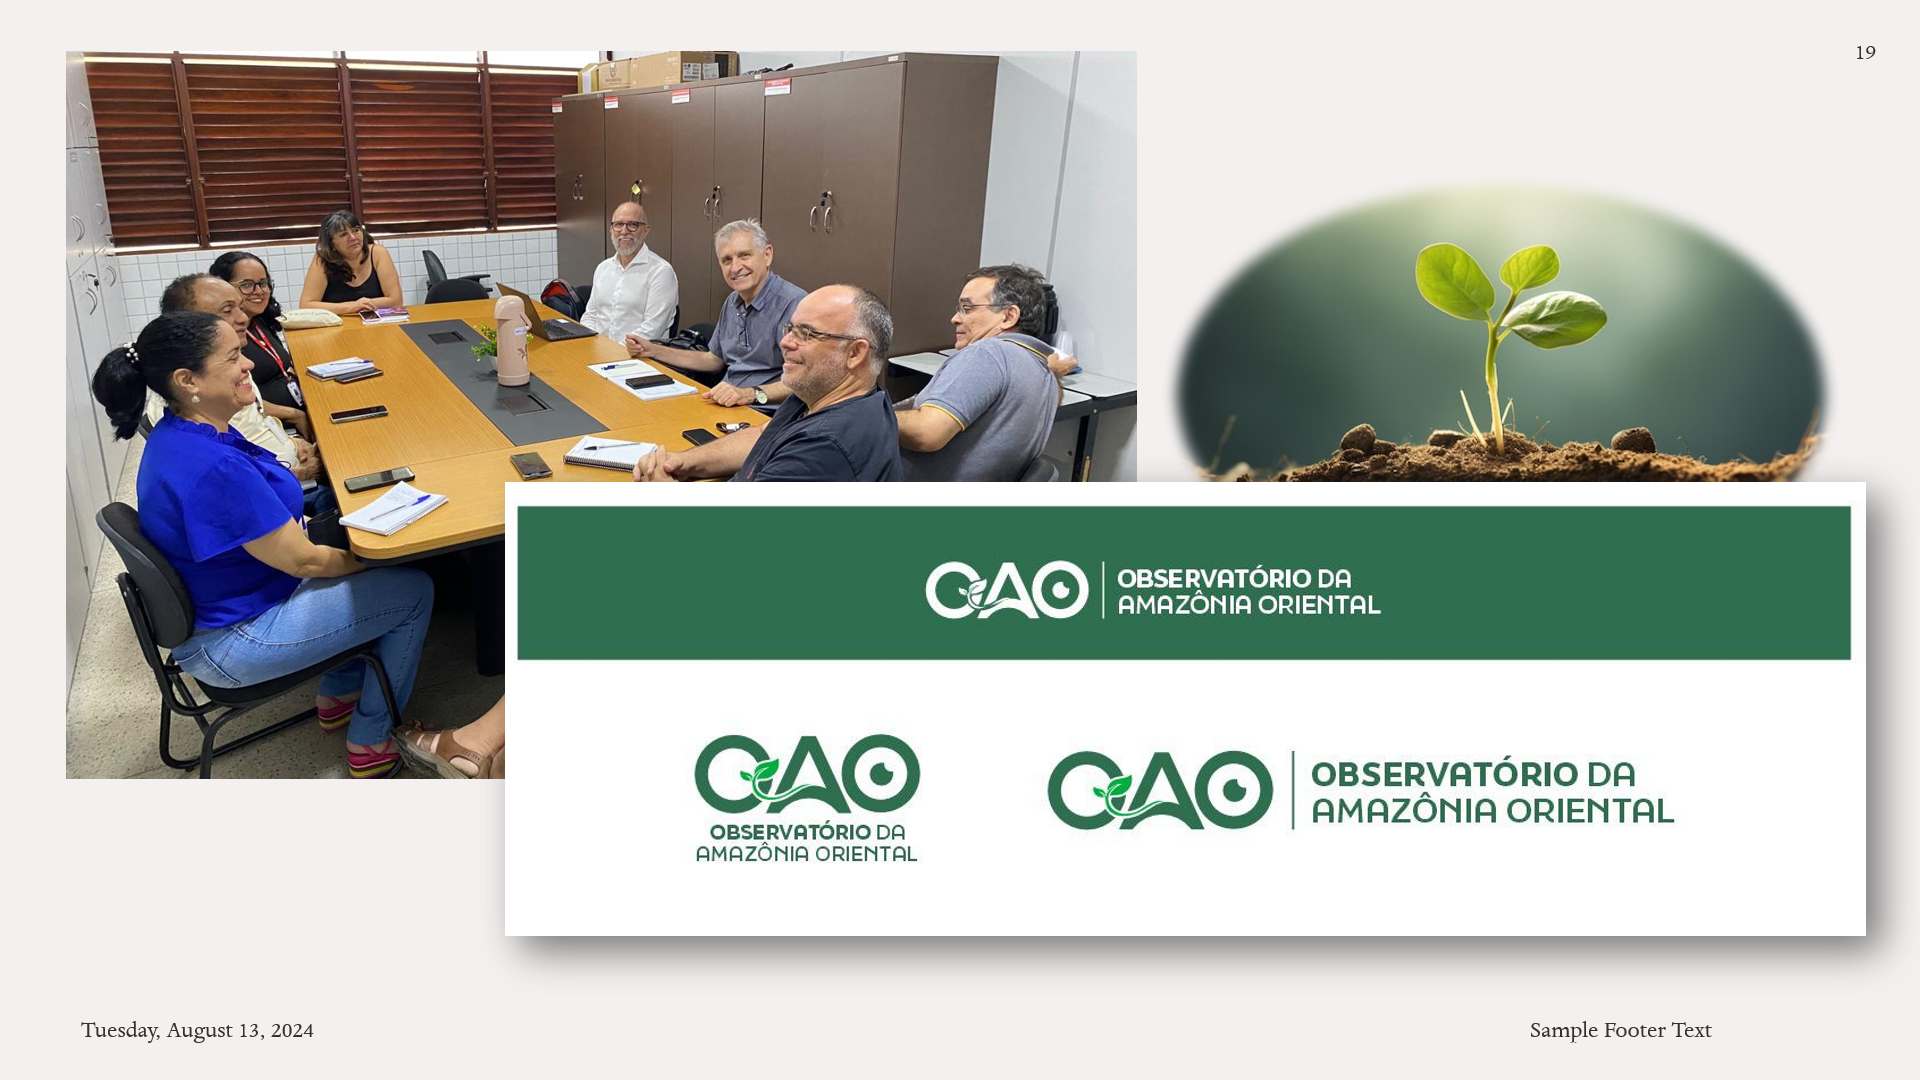 19
OAO
OBSERVATÓRIO DA
AMAZÔNIA ORIENTAL
OAO
OBSERVATÓRIO DA
AMAZÔNIA ORIENTAL
OAO
OBSERVATÓRIO DA
AMAZÔNIA ORIENTAL
Tuesday, August 13, 2024
Sample Footer Text